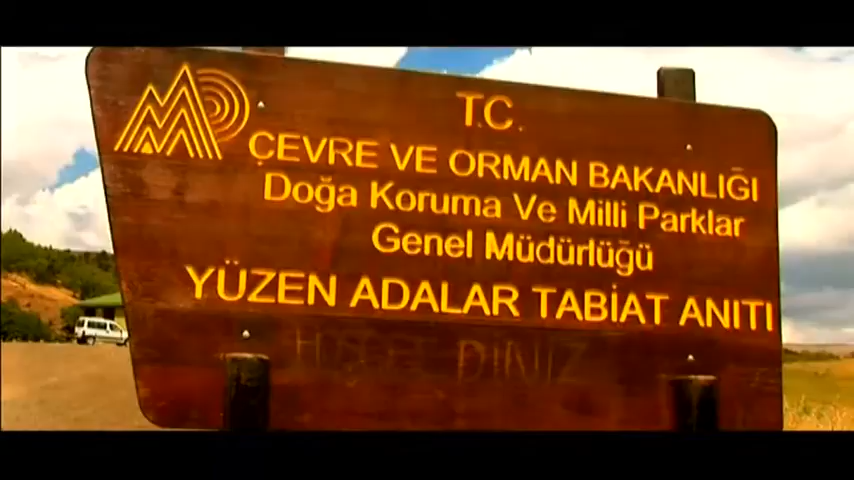 T.C.
ÇEVRE VE ORMAN BAKANLIĞI
Doğa Koruma Ve Milli Parklar
Genel Müdürlüğü
YÜZEN ADALAR TABİAT ANITI